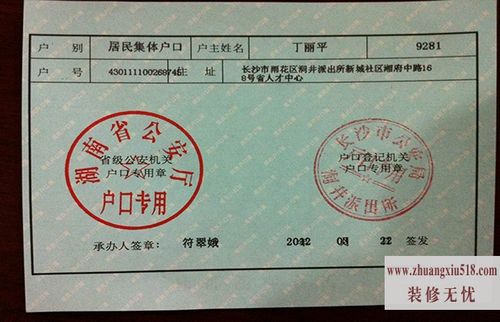 户 别 居民集体户口 户主姓名 丁丽平 9281
户 号 430111100268745 住 址 长沙市雨花区洞井派出所新城社区湘府中路16
8号省人才中心
湖南省公安厅
户口专用
省级公安机关
户口专用章
长沙市公安局
洞井派出所
户口登记机关
户口专用章
承办人签章: 符翠娥 2012 03 22 签发
www.zhuangxiu518.com
装修无忧